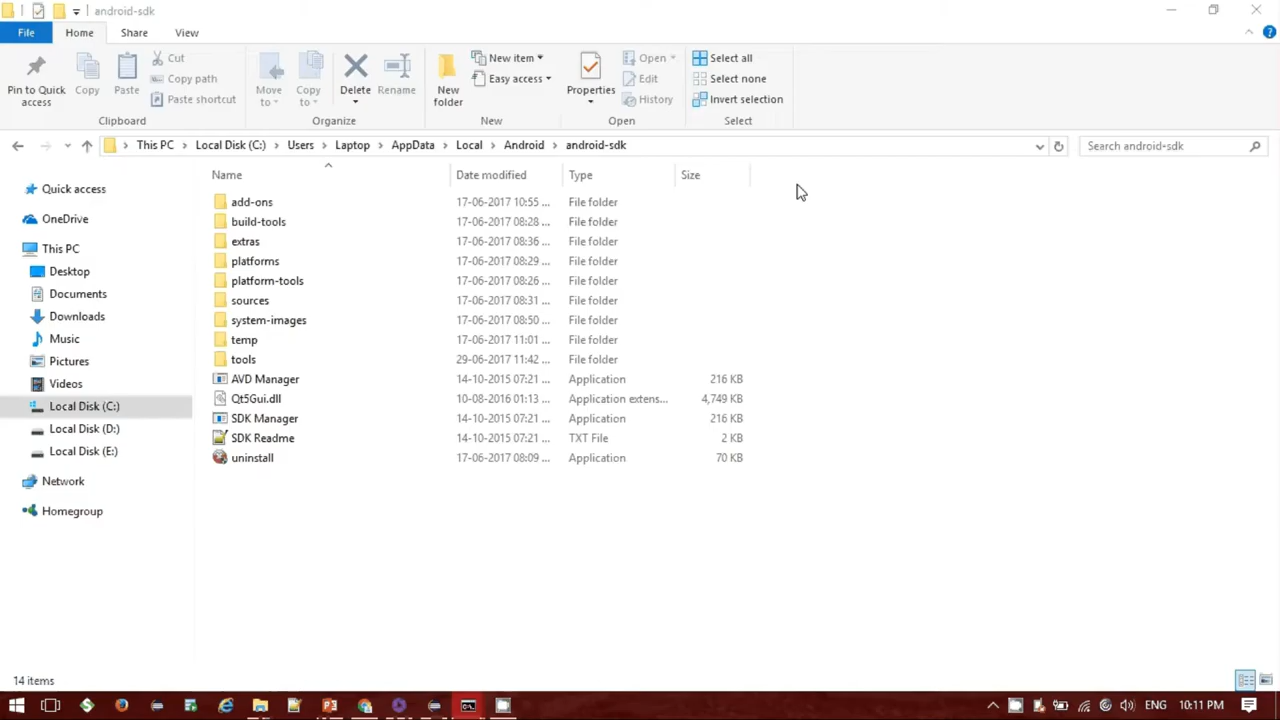 android-sdk
File Home Share View
Pin to Quick access
Copy
Paste
Cut
Copy path
Paste shortcut
Move to
Copy to
Delete
Rename
New folder
New item
Easy access
Properties
Open
Edit
History
Select all
Select none
Invert selection
Clipboard Organize New Open Select
This PC Local Disk (C:) Users Laptop AppData Local Android android-sdk
Search android-sdk
Name Date modified Type Size
add-ons 17-06-2017 10:55 ... File folder
build-tools 17-06-2017 08:28 ... File folder
extras 17-06-2017 08:36 ... File folder
platforms 17-06-2017 08:29 ... File folder
platform-tools 17-06-2017 08:26 ... File folder
sources 17-06-2017 08:31 ... File folder
system-images 17-06-2017 08:50 ... File folder
temp 17-06-2017 11:01 ... File folder
tools 29-06-2017 11:42 ... File folder
AVD Manager 14-10-2015 07:21 ... Application 216 KB
Qt5Gui.dll 10-08-2016 01:13 ... Application extens... 4,749 KB
SDK Manager 14-10-2015 07:21 ... Application 216 KB
SDK Readme 14-10-2015 07:21 ... TXT File 2 KB
uninstall 17-06-2017 08:09 ... Application 70 KB
Quick access
OneDrive
This PC
Desktop
Documents
Downloads
Music
Pictures
Videos
Local Disk (C:)
Local Disk (D:)
Local Disk (E:)
Network
Homegroup
14 items
ENG 10:11 PM